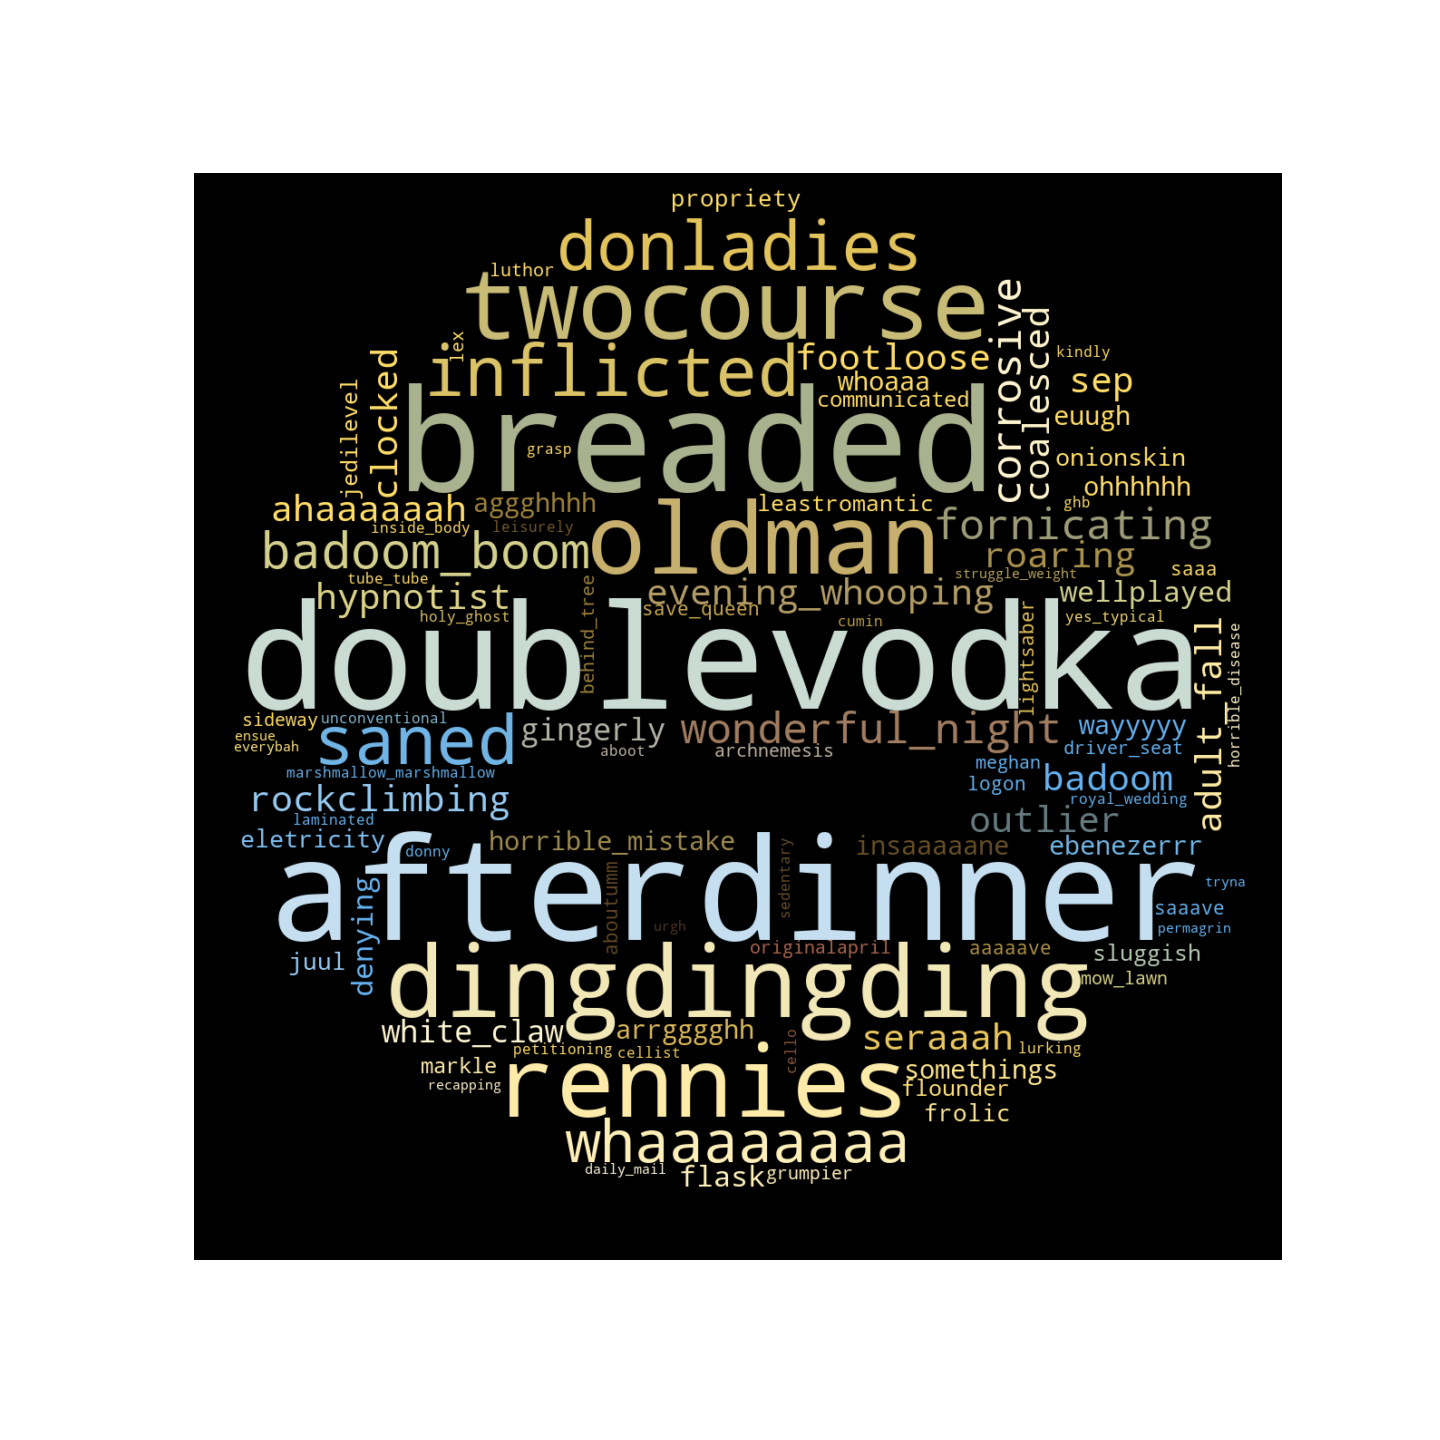 propriety
donladies
luthor
twocourse
corrosive
coalesced
lex
inflicted
footloose
kindly
whoaaa
sep
communicated
clocked
jedilevel
breaded
euugh
grasp
onionskin
ohhhhhh
ahaaaaaah
aggghhhh
leastromantic
ghb
inside_body
leisurely
oldman
fornicating
badoom_boom
roaring
tube_tube
struggle_weight
saaa
hypnotist
behind_tree
evening_whooping
wellplayed
holy_ghost
save_queen
cumin
lightsaber
yes_typical
doublevodka
adult_fall
horrible_disease
sideway
unconventional
saned
gingerly
wonderful_night
wayyyyy
ensue
everybah
aboot
archnemesis
driver_seat
marshmallow_marshmallow
meghan
badoom
rockclimbing
logon
royal_wedding
laminated
outlier
eletricity
donny
horrible_mistake
insaaaaane
ebenezerrr
afterdinner
sedentary
tryna
denying
aboutumm
saaave
urgh
permagrin
juul
originalapril
aaaaave
sluggish
dingdingding
mow_lawn
white_claw
arrgggghh
cello
seraaah
petitioning
cellist
lurking
markle
rennies
somethings
recapping
flounder
frolic
whaaaaaaaa
daily_mail
flask
grumpier